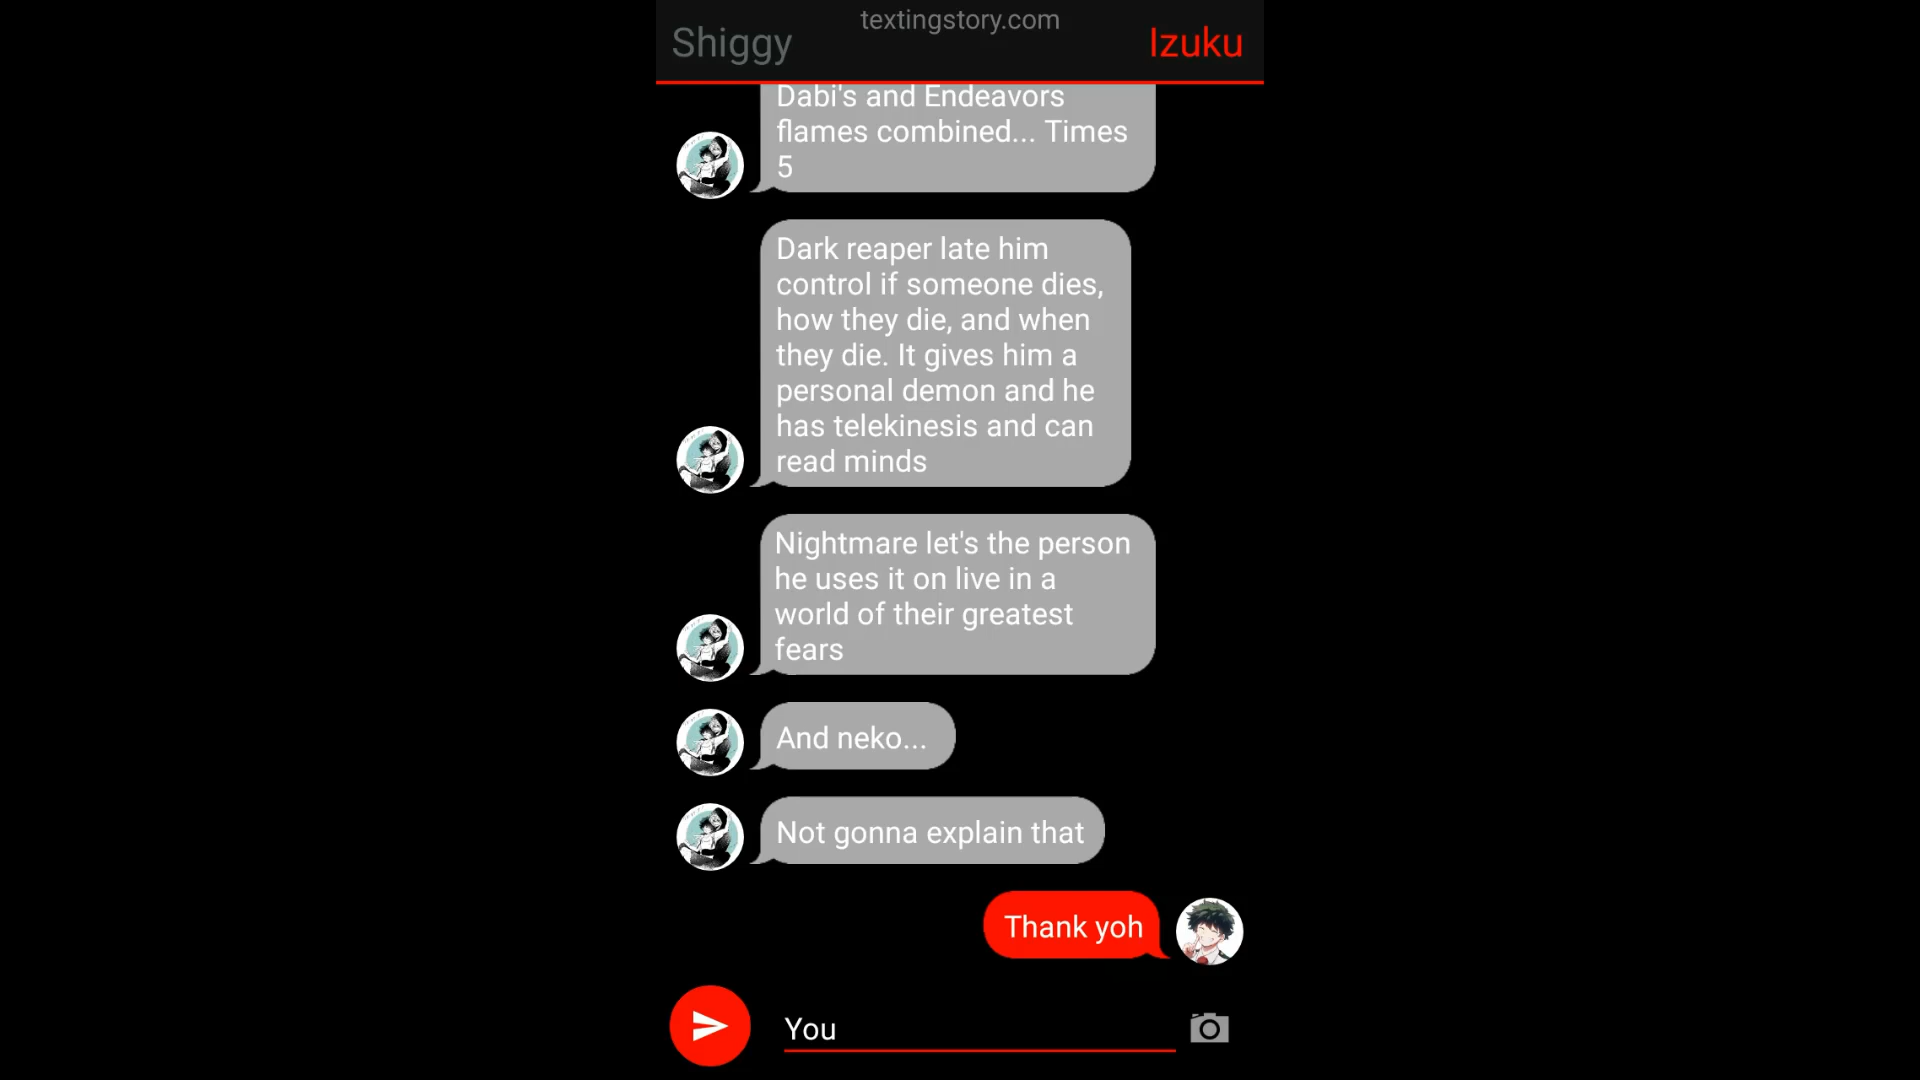 textingstory.com
Shiggy
Izuku
Dabi's and Endeavors
flames combined... Times
5
Dark reaper late him
control if someone dies,
how they die, and when
they die. It gives him a
personal demon and he
has telekinesis and can
read minds
Nightmare let's the person
he uses it on live in a
world of their greatest
fears
And neko...
Not gonna explain that
Thank yoh
You